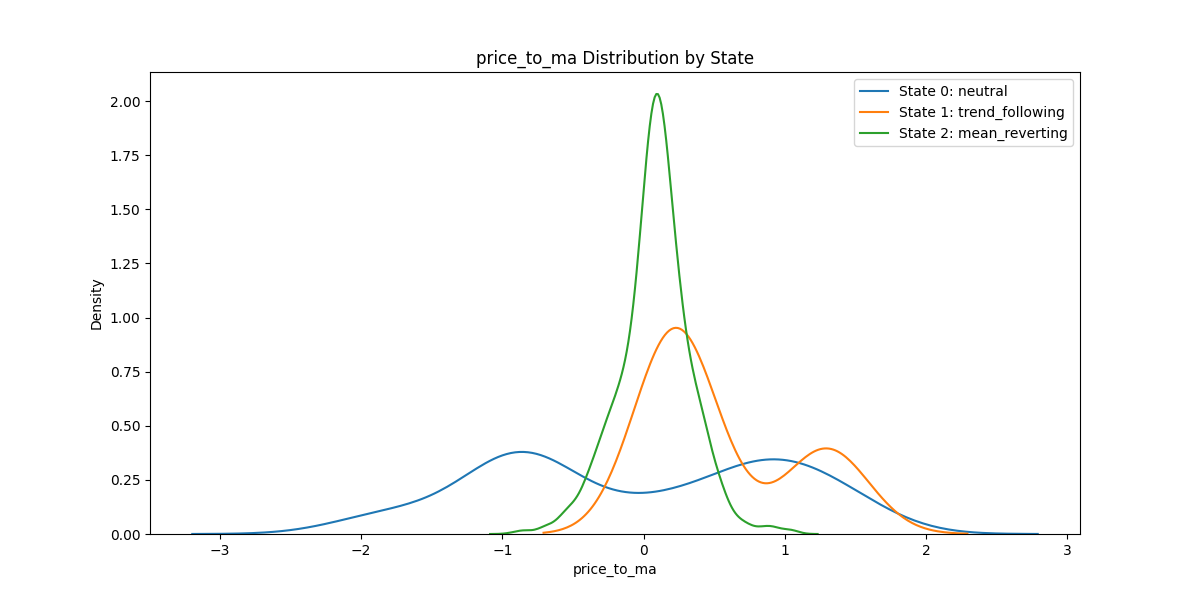 price_to_ma Distribution by State
State 0: neutral
State 1: trend_following
State 2: mean_reverting
Density
2.00
1.75
1.50
1.25
1.00
0.75
0.50
0.25
0.00
−3 −2 −1 0 1 2 3
price_to_ma